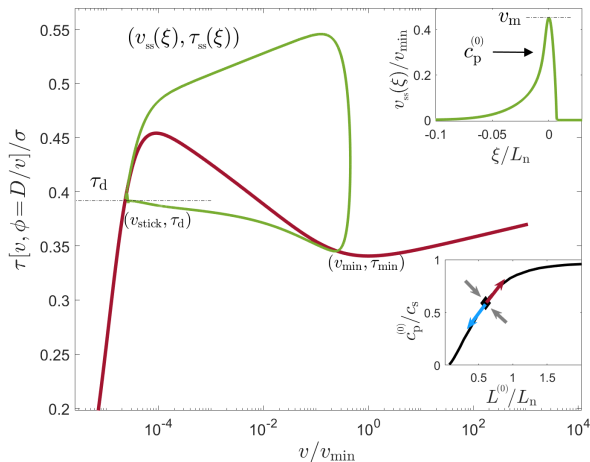 (v_ss(ξ), τ_ss(ξ))
0.55
0.5
0.45
0.4
0.35
0.3
0.25
0.2
τ[v, ϕ=D/v]/σ
τ_d
(v_stick, τ_d)
(v_min, τ_min)
10^-4
10^-2
10^0
10^2
10^4
v/v_min
v_m
c_p^(0)
0.4
0.2
0
v_ss(ξ)/v_min
-0.1
-0.05
0
ξ/L_n
1
0.5
0
c_p^(0)/c_s
0.5
1
1.5
L^(0)/L_n